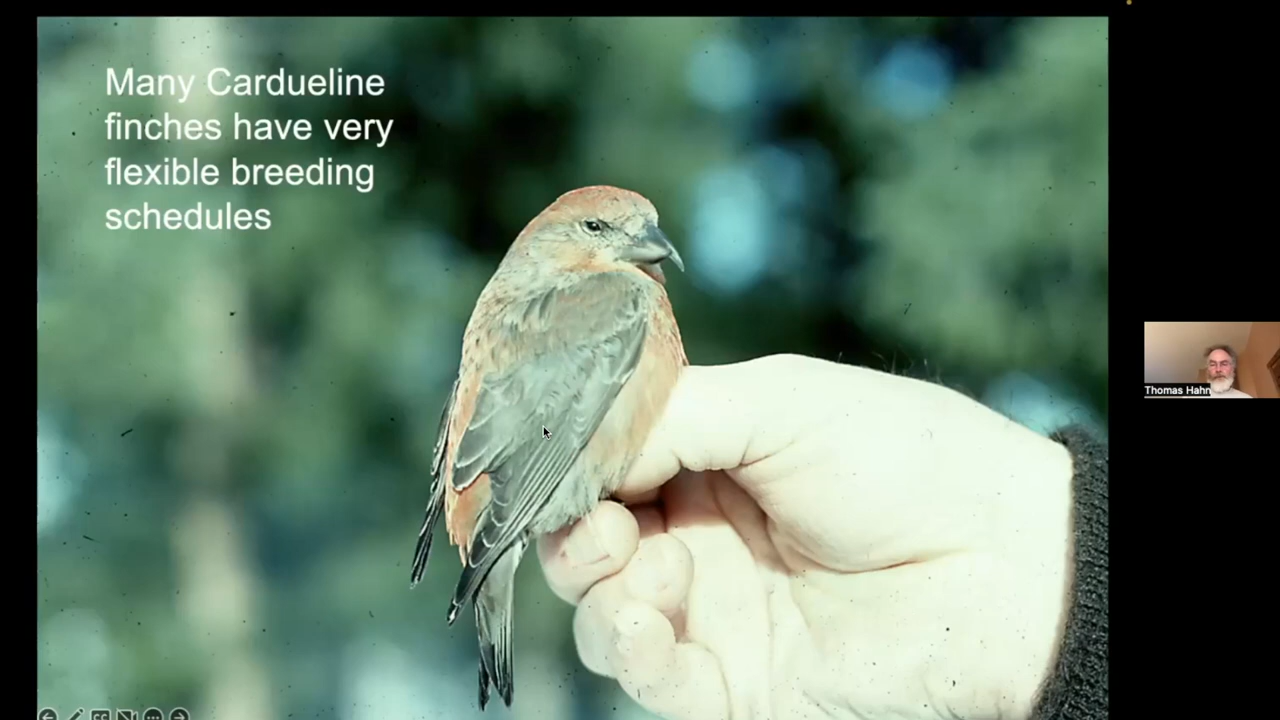 Many Cardueline
finches have very
flexible breeding
schedules
Thomas Hahn